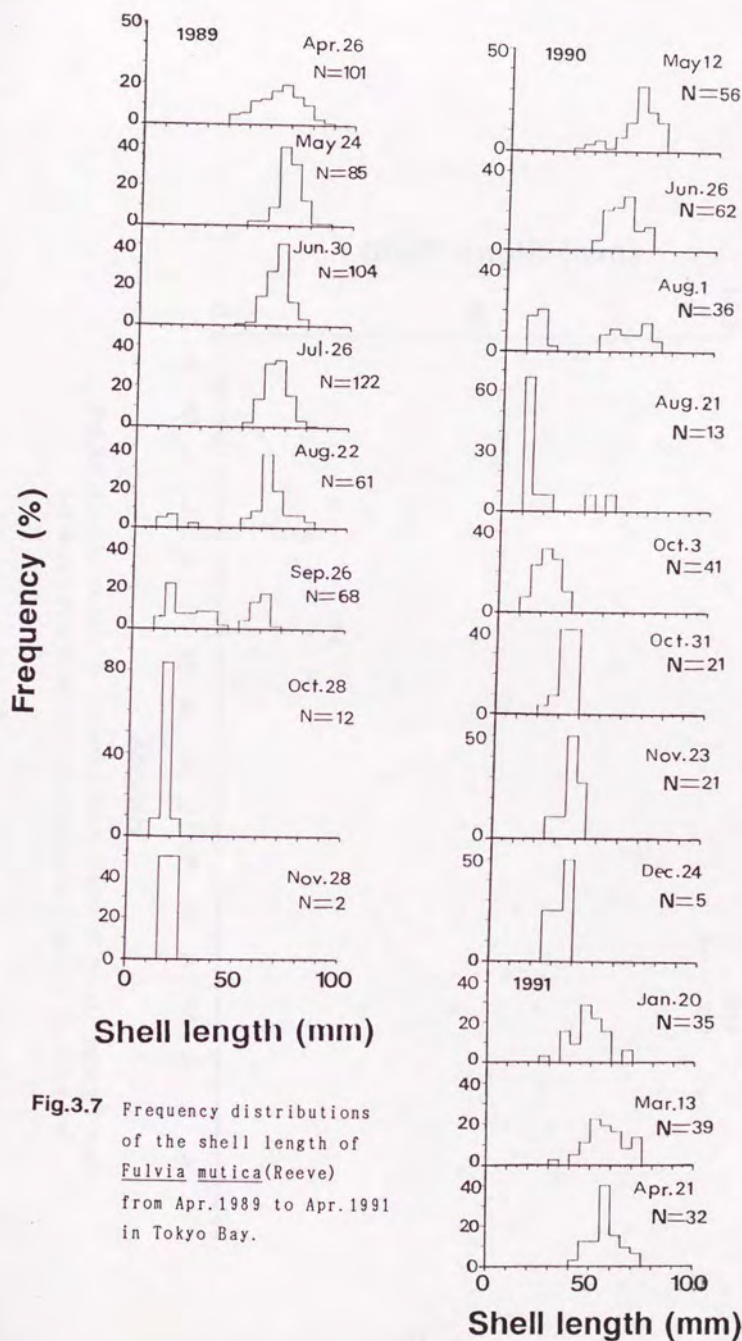 Frequency (%)
1989
50
20
0
Apr.26
N=101
40
20
0
May 24
N=85
40
20
0
Jun.30
N=104
40
20
0
Jul.26
N=122
40
20
0
Aug.22
N=61
40
20
0
Sep.26
N=68
80
40
0
Oct.28
N=12
40
0
Nov.28
N=2
0 50 100
Shell length (mm)
1990
50
0
May 12
N=56
40
0
Jun.26
N=62
40
0
Aug.1
N=36
60
40
0
Aug.21
N=13
40
0
Oct.3
N=41
40
0
Oct.31
N=21
50
0
Nov.23
N=21
50
0
Dec.24
N=5
1991
40
20
0
Jan.20
N=35
40
20
0
Mar.13
N=39
40
20
0
Apr.21
N=32
0 50 100
Shell length (mm)
Fig.3.7 Frequency distributions
of the shell length of
Fulvia mutica(Reeve)
from Apr.1989 to Apr.1991
in Tokyo Bay.